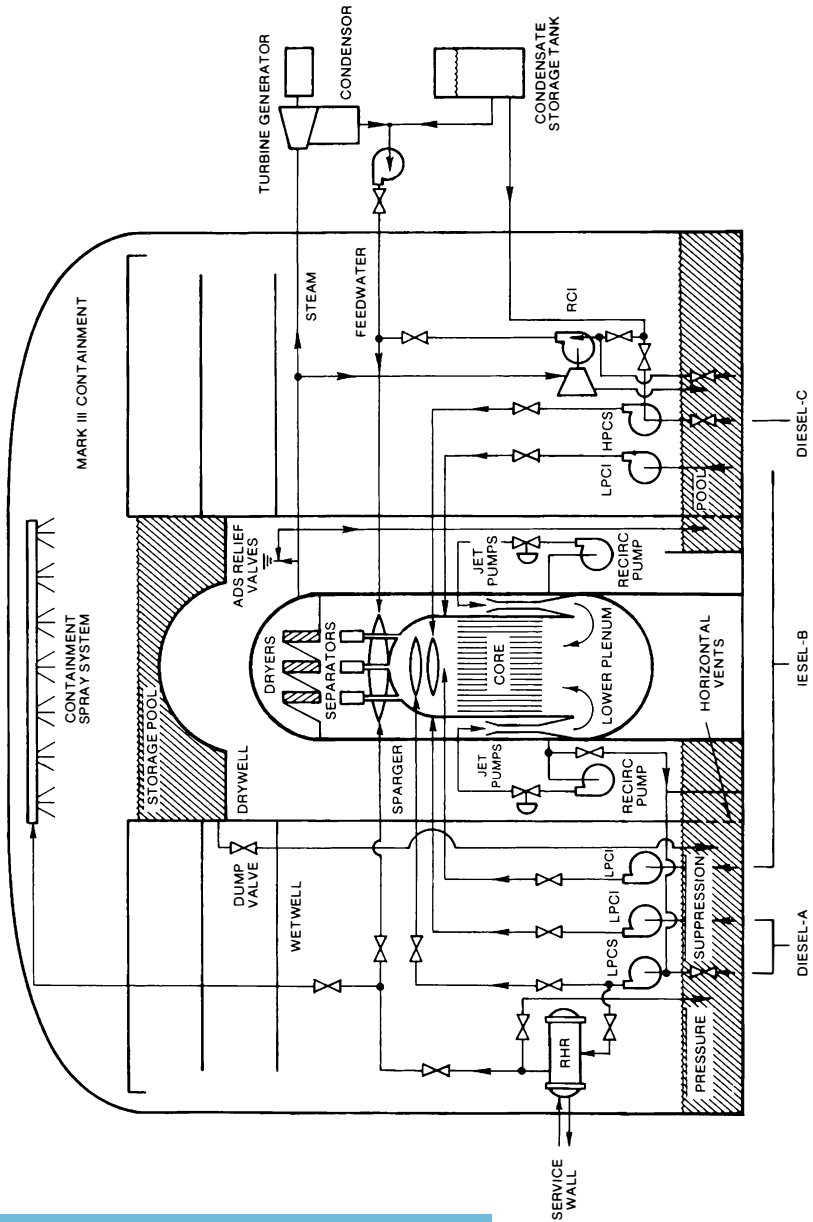 MARK III CONTAINMENT
CONTAINMENT
SPRAY SYSTEM
TURBINE GENERATOR
CONDENSOR
CONDENSATE
STORAGE TANK
STEAM
FEEDWATER
RCI
HPCS
LPCI
POOL
DIESEL-C
STORAGE POOL
ADS RELIEF
VALVES
DRYWELL
DRYERS
SEPARATORS
SPARGER
CORE
JET
PUMPS
RECIRC
PUMP
LOWER PLENUM
JET
PUMPS
RECIRC
PUMP
HORIZONTAL
VENTS
IESEL-B
DUMP
VALVE
WETWELL
LPCI
LPCI
LPCS
SUPPRESSION
PRESSURE
DIESEL-A
RHR
SERVICE
WALL